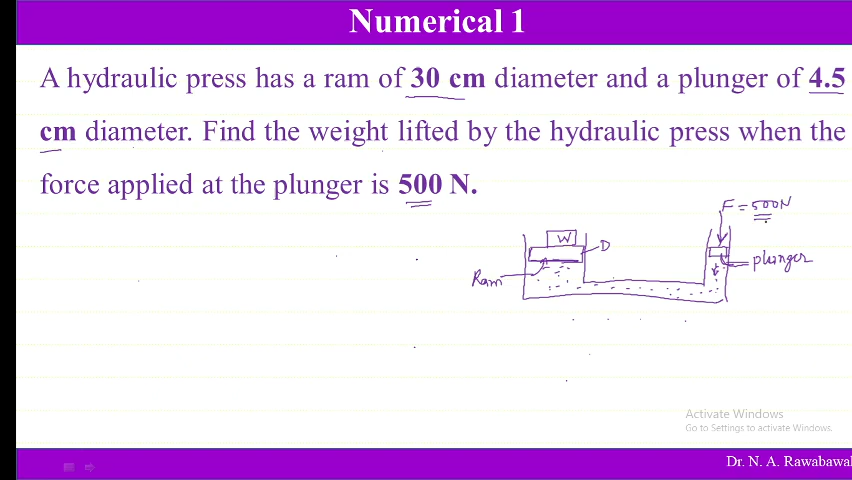 Numerical 1
A hydraulic press has a ram of 30 cm diameter and a plunger of 4.5
cm diameter. Find the weight lifted by the hydraulic press when the
force applied at the plunger is 500 N.
F = 500N
W
D
plunger
Ram
Activate Windows
Go to Settings to activate Windows.
Dr. N. A. Rawabawal